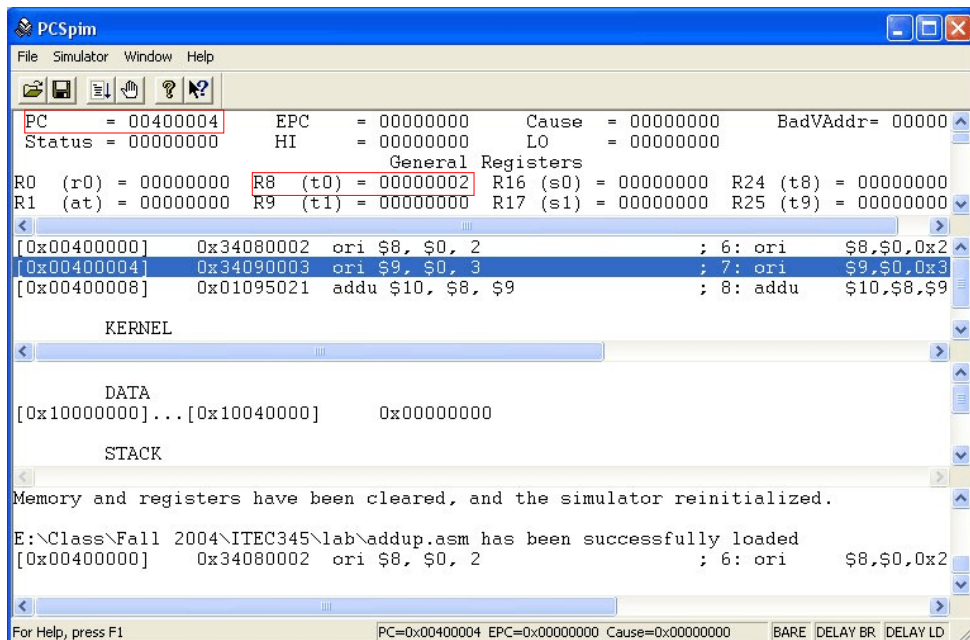 PCSpim
File Simulator Window Help
PC = 00400004 EPC = 00000000 Cause = 00000000 BadVAddr= 00000
Status = 00000000 HI = 00000000 LO = 00000000
General Registers
R0 (r0) = 00000000 R8 (t0) = 00000002 R16 (s0) = 00000000 R24 (t8) = 00000000
R1 (at) = 00000000 R9 (t1) = 00000000 R17 (s1) = 00000000 R25 (t9) = 00000000
[0x00400000] 0x34080002 ori $8, $0, 2 ; 6: ori $8,$0,0x2
[0x00400004] 0x34090003 ori $9, $0, 3 ; 7: ori $9,$0,0x3
[0x00400008] 0x01095021 addu $10, $8, $9 ; 8: addu $10,$8,$9
KERNEL
DATA
[0x10000000]...[0x10040000] 0x00000000
STACK
Memory and registers have been cleared, and the simulator reinitialized.
E:\Class\Fall 2004\ITEC345\lab\addup.asm has been successfully loaded
[0x00400000] 0x34080002 ori $8, $0, 2 ; 6: ori $8,$0,0x2
For Help, press F1 PC=0x00400004 EPC=0x00000000 Cause=0x00000000 BARE DELAY BR DELAY LD